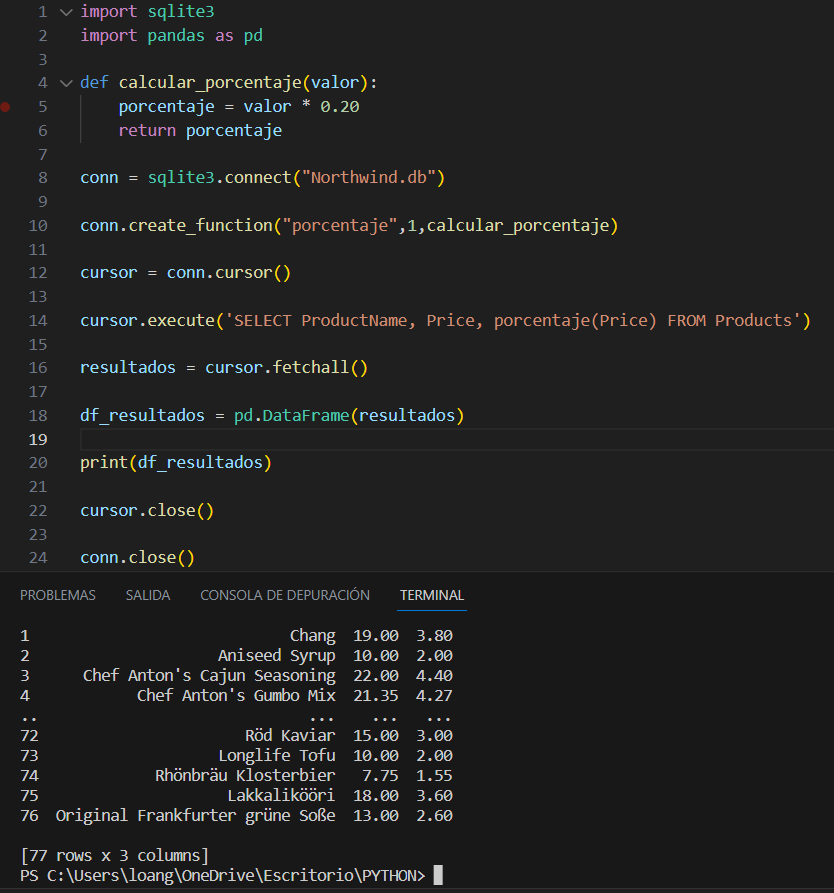 1 import sqlite3
2 import pandas as pd
3
4 def calcular_porcentaje(valor):
5     porcentaje = valor * 0.20
6     return porcentaje
7
8 conn = sqlite3.connect("Northwind.db")
9
10 conn.create_function("porcentaje",1,calcular_porcentaje)
11
12 cursor = conn.cursor()
13
14 cursor.execute('SELECT ProductName, Price, porcentaje(Price) FROM Products')
15
16 resultados = cursor.fetchall()
17
18 df_resultados = pd.DataFrame(resultados)
19
20 print(df_resultados)
21
22 cursor.close()
23
24 conn.close()
PROBLEMAS SALIDA CONSOLA DE DEPURACIÓN TERMINAL
1                              Chang  19.00  3.80
2                      Aniseed Syrup  10.00  2.00
3       Chef Anton's Cajun Seasoning  22.00  4.40
4             Chef Anton's Gumbo Mix  21.35  4.27
..                               ...    ...   ...
72                        Röd Kaviar  15.00  3.00
73                     Longlife Tofu  10.00  2.00
74              Rhönbräu Klosterbier   7.75  1.55
75                      Lakkalikööri  18.00  3.60
76  Original Frankfurter grüne Soße  13.00  2.60
[77 rows x 3 columns]
PS C:\Users\loang\OneDrive\Escritorio\PYTHON>